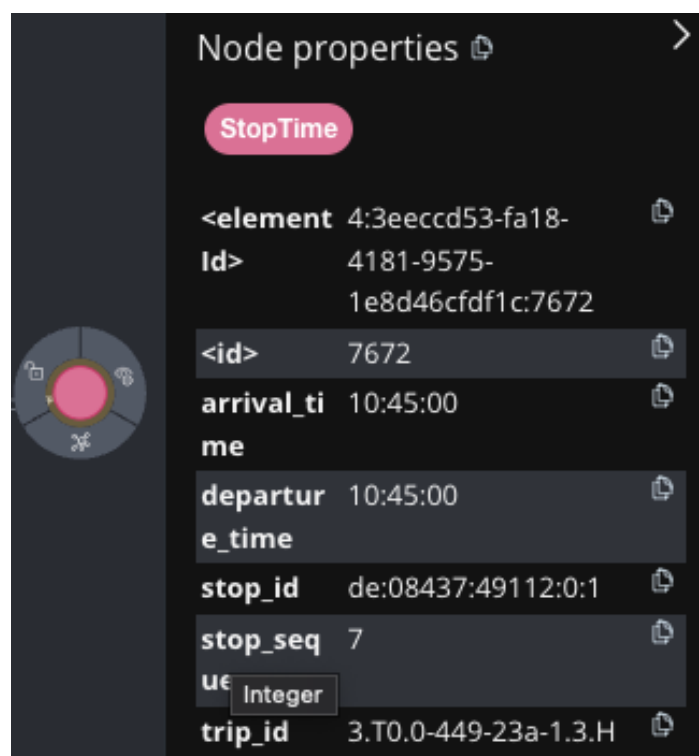 Node properties
StopTime
<element 4:3eeccd53-fa18-
Id> 4181-9575-
1e8d46cfdf1c:7672
<id> 7672
arrival_ti 10:45:00
me
departur 10:45:00
e_time
stop_id de:08437:49112:0:1
stop_seq 7
ue
Integer
trip_id 3.T0.0-449-23a-1.3.H